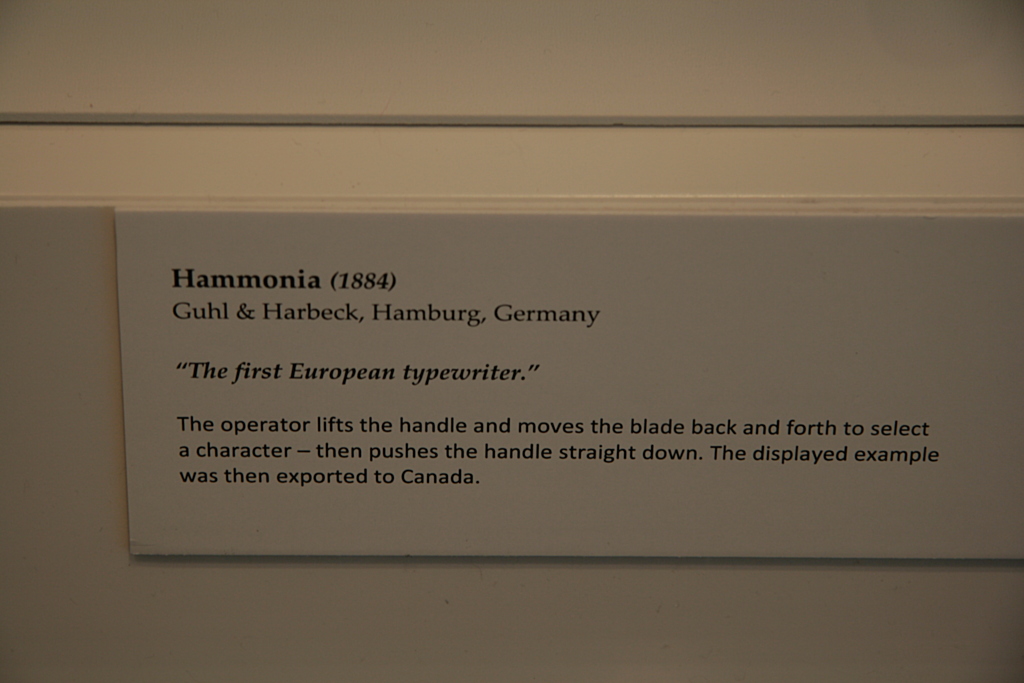 Hammonia (1884)
Guhl & Harbeck, Hamburg, Germany
“The first European typewriter.”
The operator lifts the handle and moves the blade back and forth to select
a character – then pushes the handle straight down. The displayed example
was then exported to Canada.